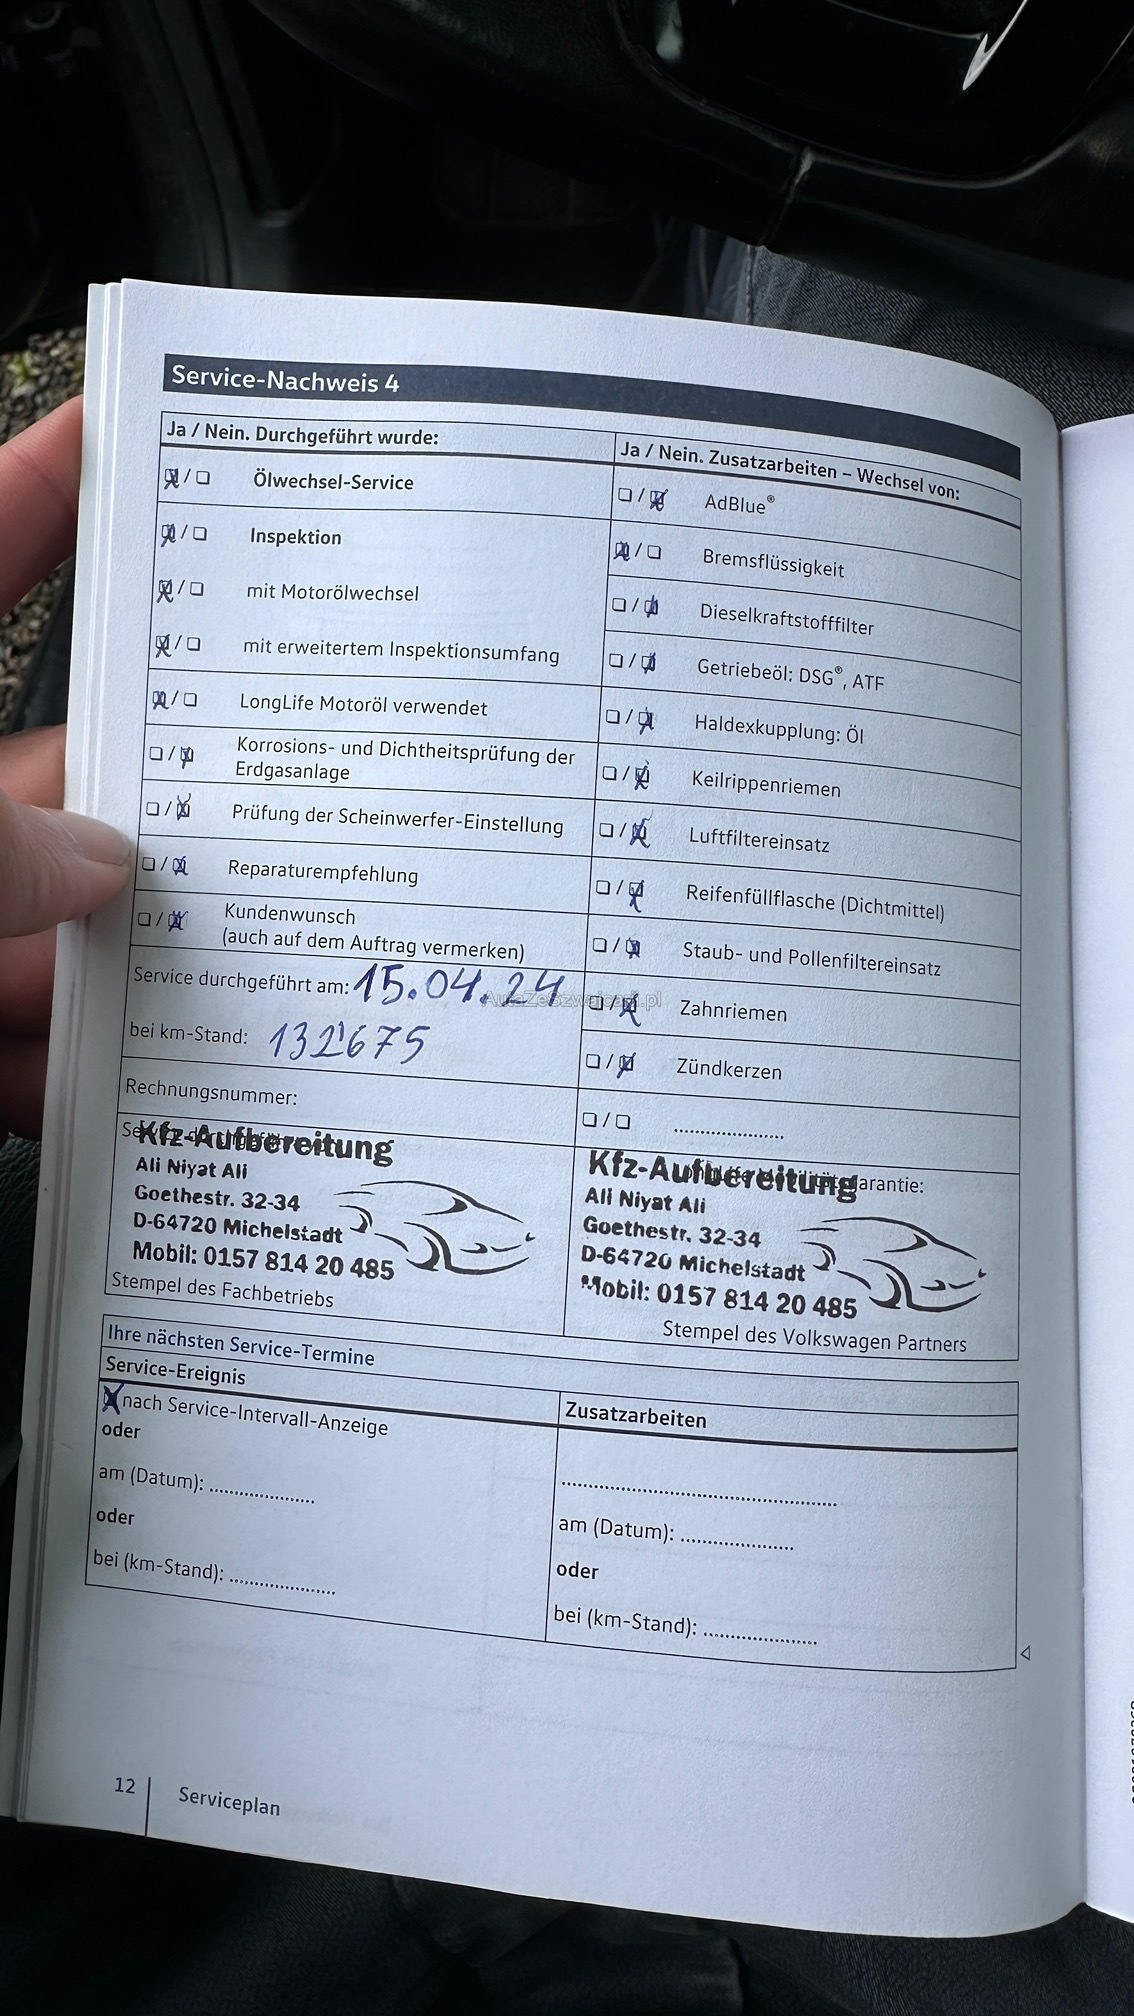 Service-Nachweis 4
Ja / Nein. Durchgeführt wurde:
Ölwechsel-Service
Inspektion
mit Motorölwechsel
mit erweitertem Inspektionsumfang
LongLife Motoröl verwendet
Korrosions- und Dichtheitsprüfung der
Erdgasanlage
Prüfung der Scheinwerfer-Einstellung
Reparaturempfehlung
Kundenwunsch
(auch auf dem Auftrag vermerken)
Service durchgeführt am: 15.04.24
bei km-Stand: 132'675
Rechnungsnummer:
Kfz-Aufbereitung
Ali Niyat Ali
Goethestr. 32-34
D-64720 Michelstadt
Mobil: 0157 814 20 485
Stempel des Fachbetriebs
Ja / Nein. Zusatzarbeiten – Wechsel von:
AdBlue®
Bremsflüssigkeit
Dieselkraftstofffilter
Getriebeöl: DSG®, ATF
Haldexkupplung: Öl
Keilrippenriemen
Luftfiltereinsatz
Reifenfüllflasche (Dichtmittel)
Staub- und Pollenfiltereinsatz
Zahnriemen
Zündkerzen
....................
Kfz-Aufbereitung
Ali Niyat Ali
Goethestr. 32-34
D-64720 Michelstadt
Mobil: 0157 814 20 485
Stempel des Volkswagen Partners
Ihre nächsten Service-Termine
Service-Ereignis
nach Service-Intervall-Anzeige
oder
am (Datum): ....................
oder
bei (km-Stand): ....................
Zusatzarbeiten
..................................................
am (Datum): ....................
oder
bei (km-Stand): ....................
12
Serviceplan
AutaZeSzwajcarii.pl